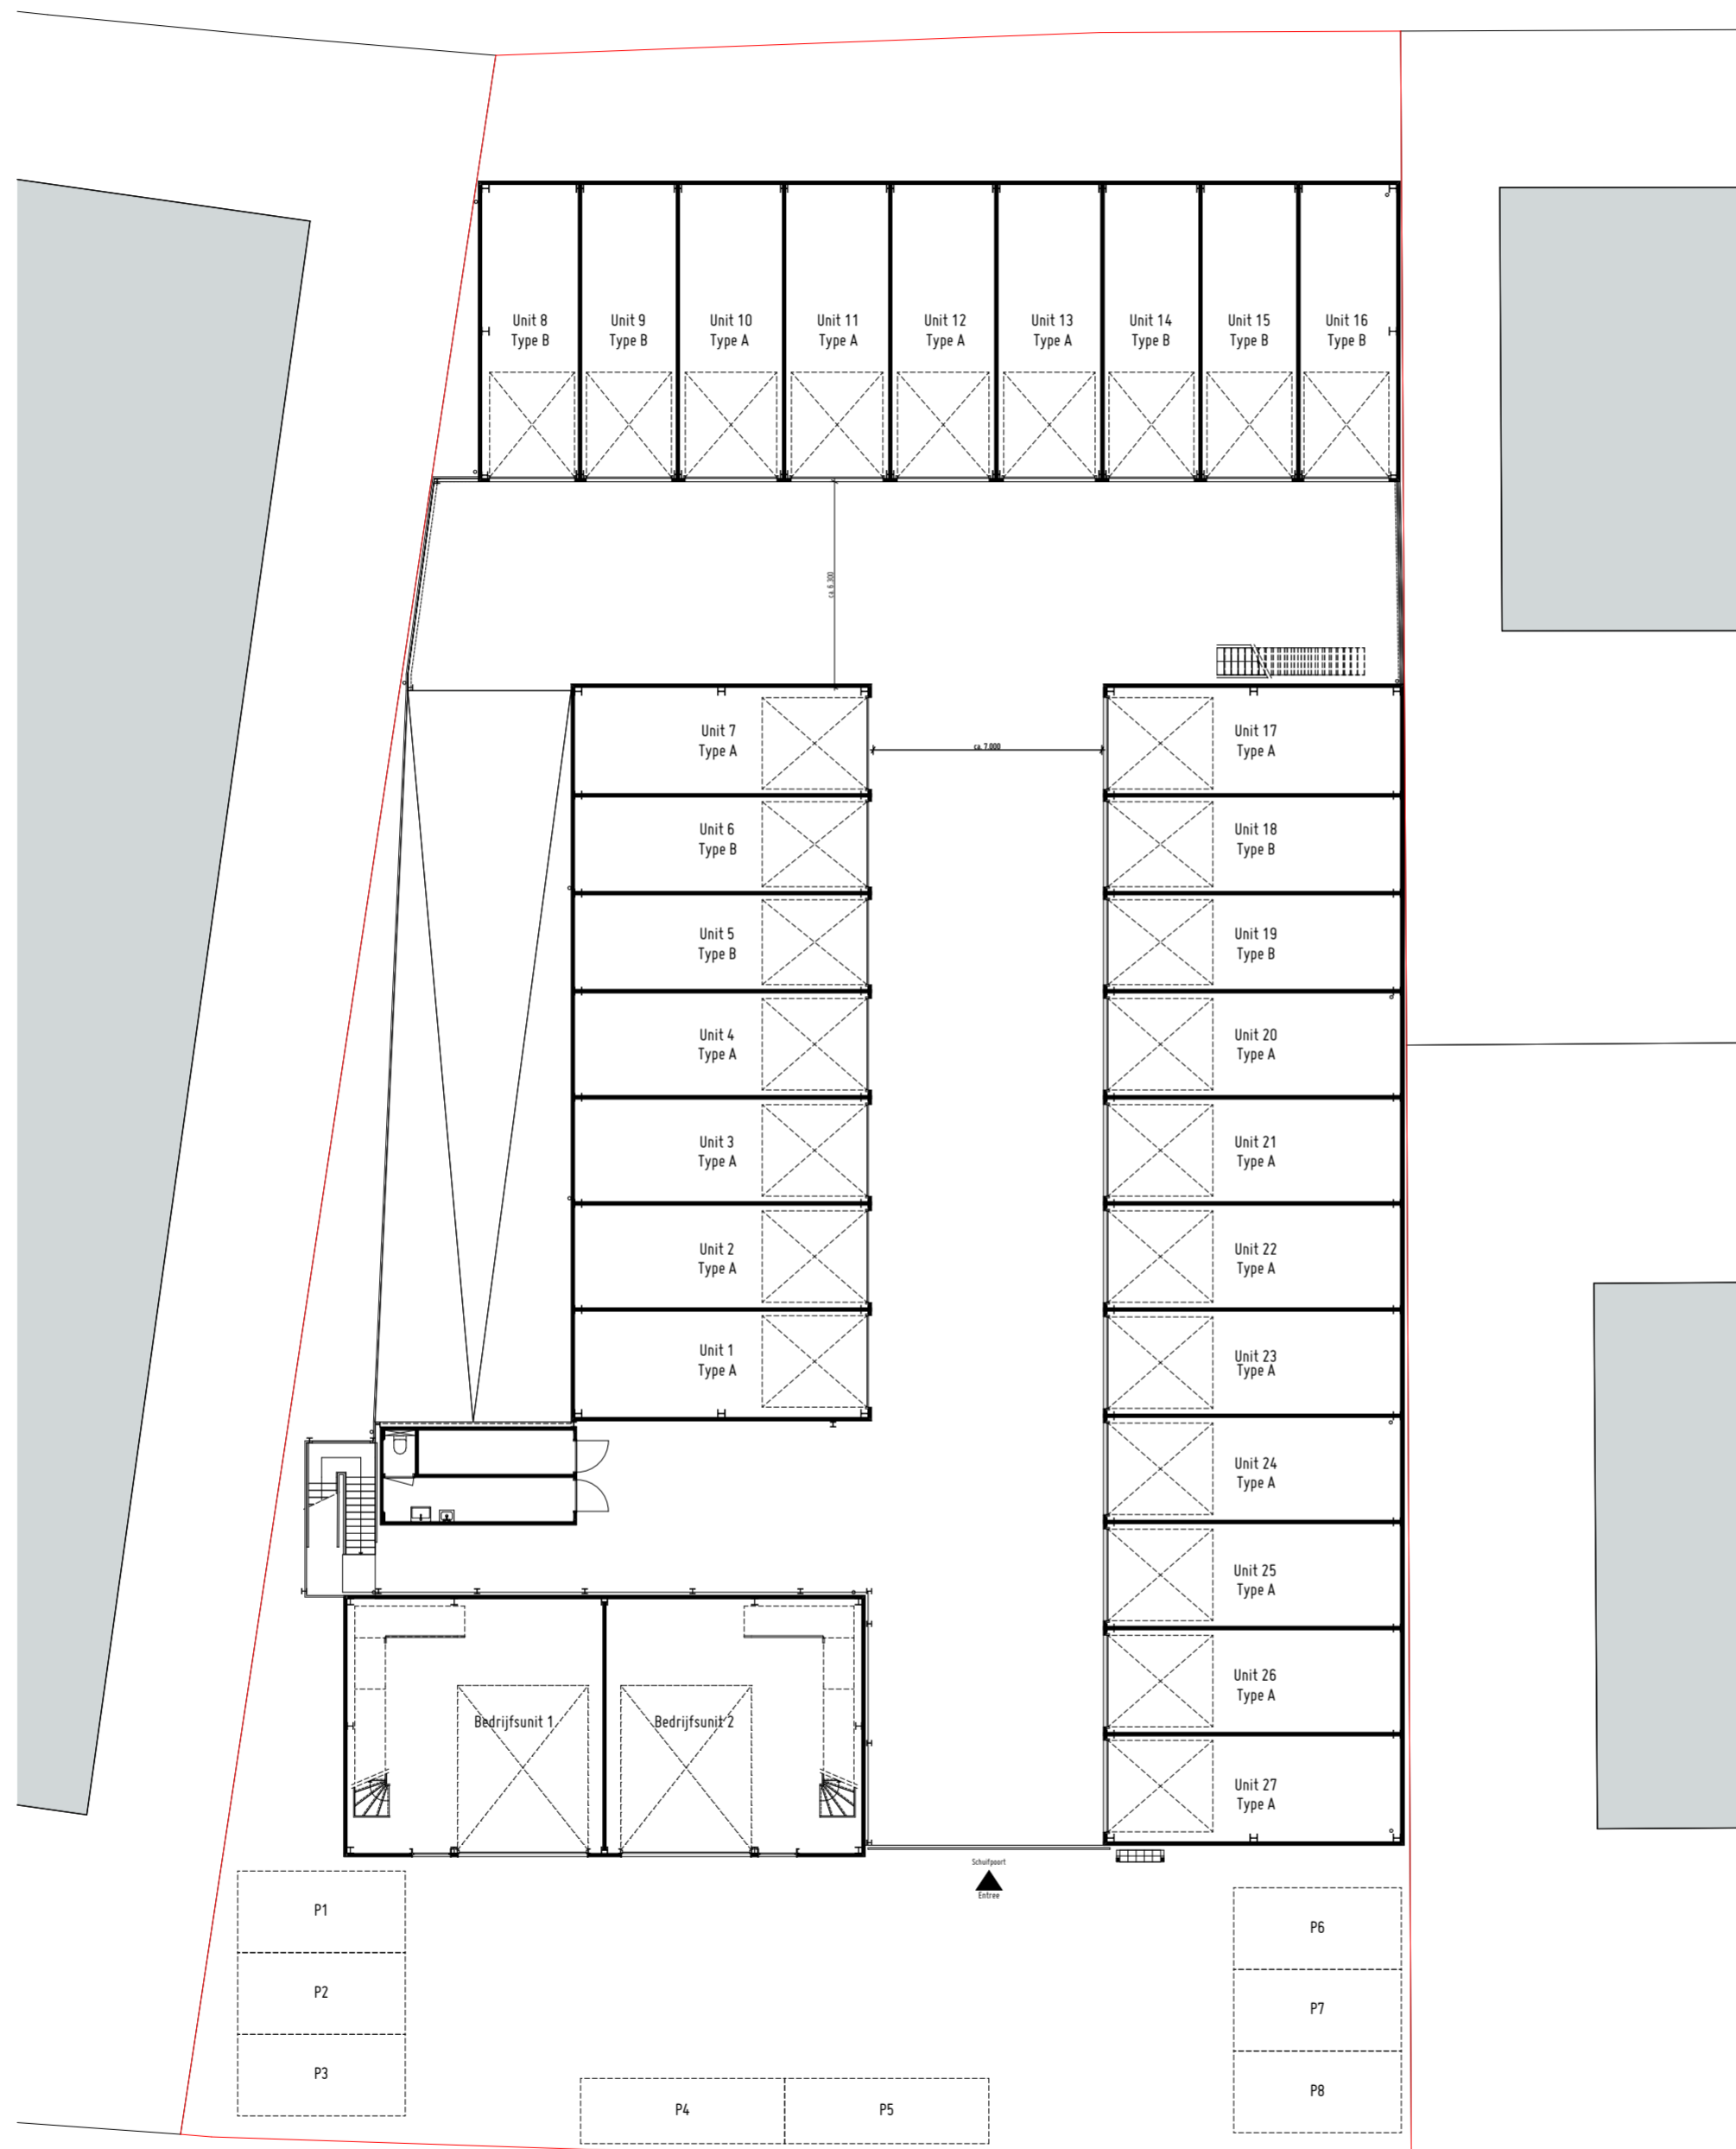 Unit 8
Type B
Unit 9
Type B
Unit 10
Type A
Unit 11
Type A
Unit 12
Type A
Unit 13
Type A
Unit 14
Type B
Unit 15
Type B
Unit 16
Type B
ca. 6.300
Unit 7
Type A
ca. 7.000
Unit 17
Type A
Unit 6
Type B
Unit 18
Type B
Unit 5
Type B
Unit 19
Type B
Unit 4
Type A
Unit 20
Type A
Unit 3
Type A
Unit 21
Type A
Unit 2
Type A
Unit 22
Type A
Unit 1
Type A
Unit 23
Type A
Unit 24
Type A
Unit 25
Type A
Unit 26
Type A
Bedrijfsunit 1
Bedrijfsunit 2
Unit 27
Type A
Schuifpoort
Entree
P1
P2
P3
P4
P5
P6
P7
P8